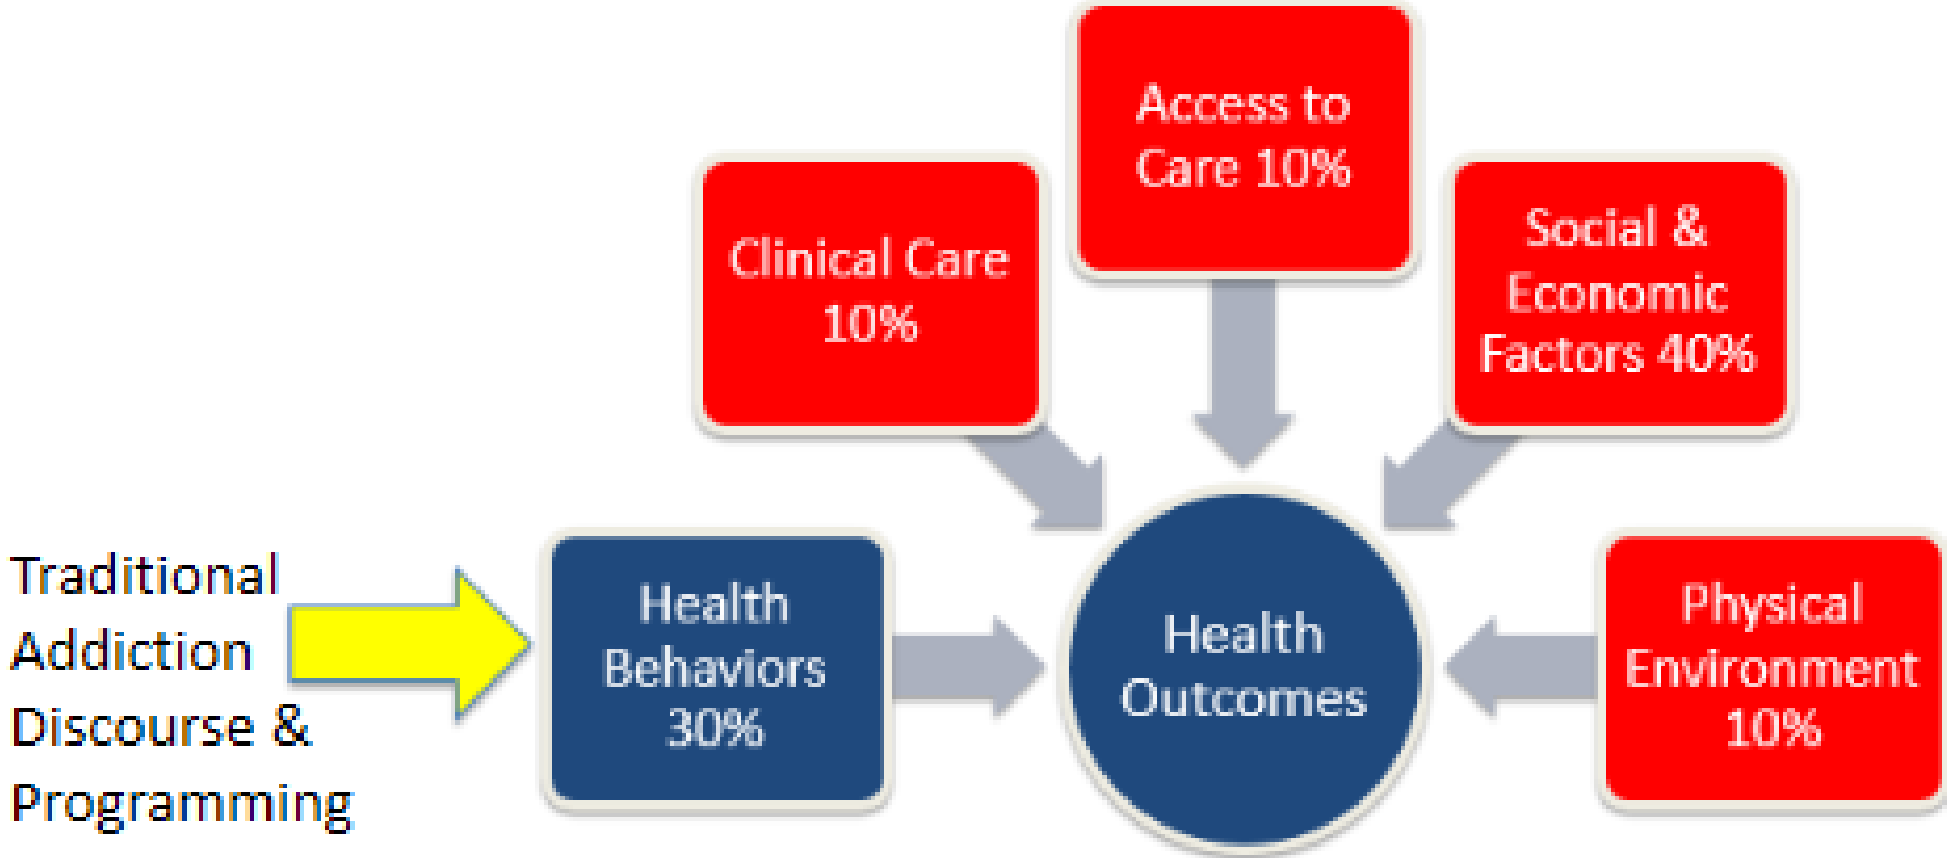 Traditional
Addiction
Discourse &
Programming
Health
Behaviors
30%
Clinical Care
10%
Access to
Care 10%
Social &
Economic
Factors 40%
Physical
Environment
10%
Health
Outcomes